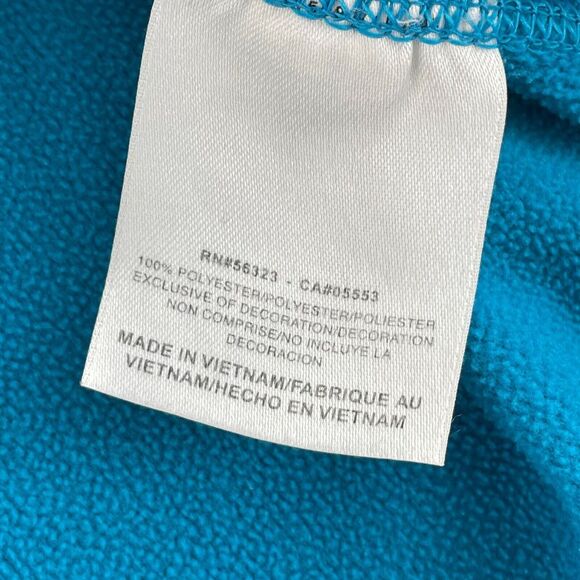 RN#56323 - CA#05553
100% POLYESTER/POLYESTER/POLIESTER
EXCLUSIVE OF DECORATION/DECORATION
NON COMPRISE/NO INCLUYE LA
DECORACION
MADE IN VIETNAM/FABRIQUE AU
VIETNAM/HECHO EN VIETNAM